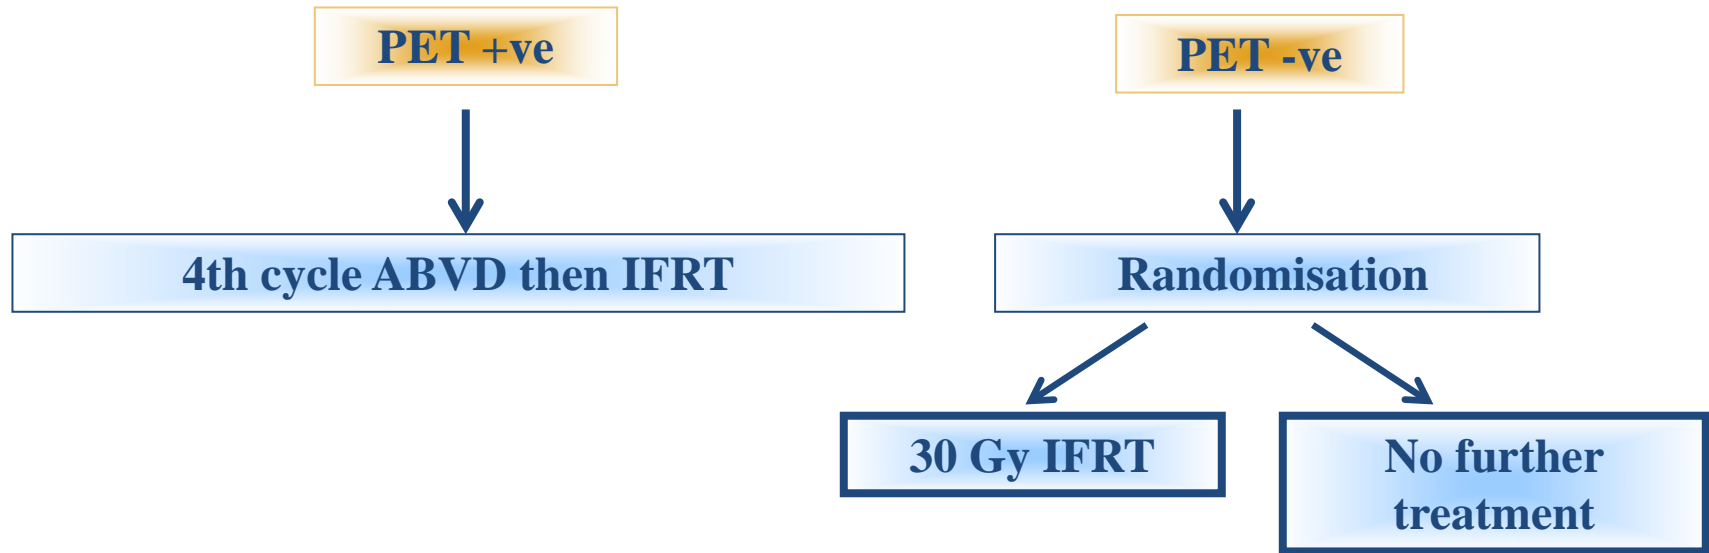 PET +ve
PET -ve
4th cycle ABVD then IFRT
Randomisation
30 Gy IFRT
No further
treatment